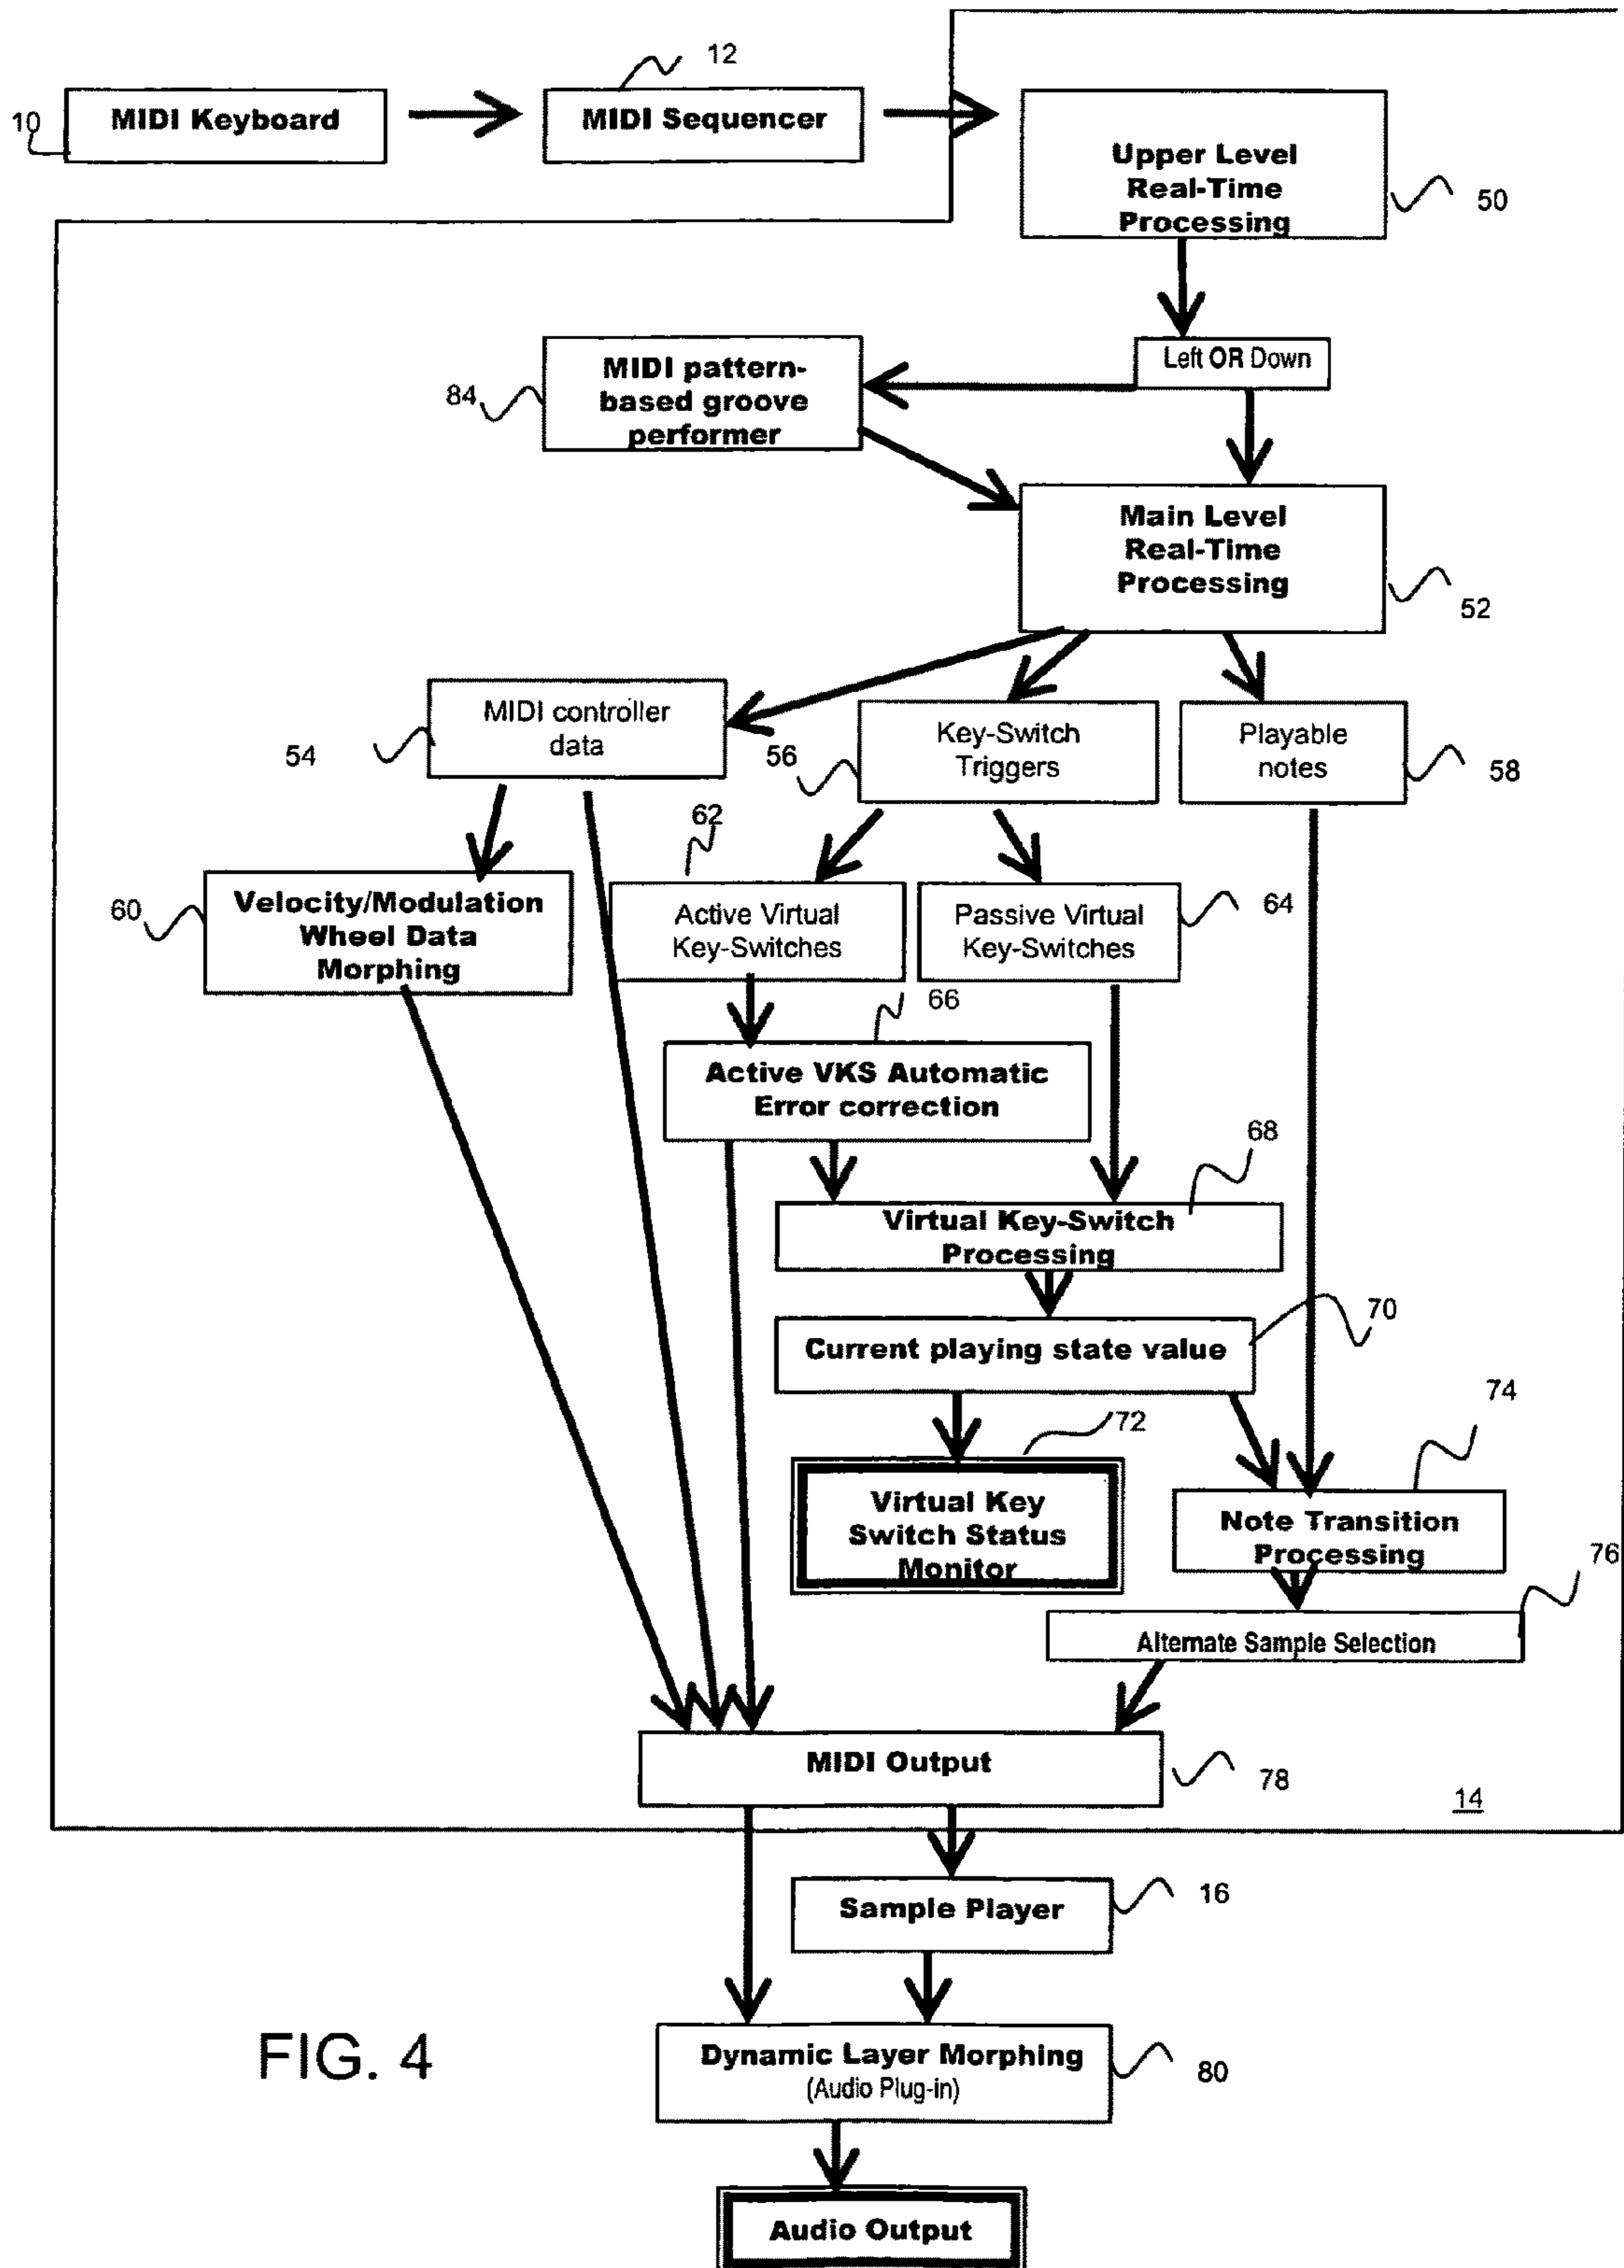 12
10
MIDI Keyboard
MIDI Sequencer
Upper Level
Real-Time
Processing
50
Left OR Down
MIDI pattern-
based groove
performer
84
Main Level
Real-Time
Processing
52
MIDI controller
data
54
Key-Switch
Triggers
56
Playable
notes
58
62
Velocity/Modulation
Wheel Data
Morphing
60
Active Virtual
Key-Switches
Passive Virtual
Key-Switches
64
66
Active VKS Automatic
Error correction
68
Virtual Key-Switch
Processing
70
Current playing state value
72
74
Virtual Key
Switch Status
Monitor
Note Transition
Processing
76
Alternate Sample Selection
MIDI Output
78
14
Sample Player
16
FIG. 4
Dynamic Layer Morphing
(Audio Plug-in)
80
Audio Output